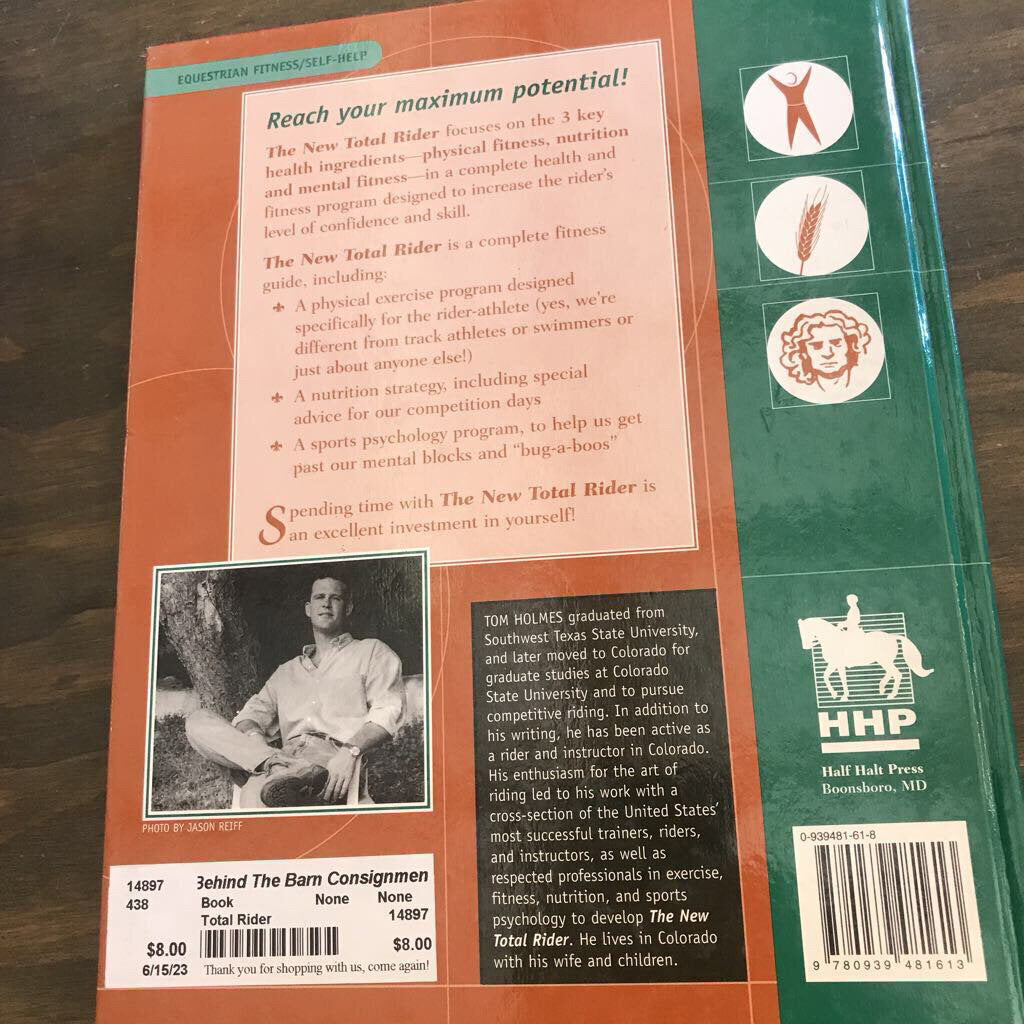 EQUESTRIAN FITNESS/SELF-HELP
Reach your maximum potential!
The New Total Rider focuses on the 3 key
health ingredients—physical fitness, nutrition
and mental fitness—in a complete health and
fitness program designed to increase the rider's
level of confidence and skill.
The New Total Rider is a complete fitness
guide, including:
A physical exercise program designed
specifically for the rider-athlete (yes, we're
different from track athletes or swimmers or
just about anyone else!)
A nutrition strategy, including special
advice for our competition days
A sports psychology program, to help us get
past our mental blocks and "bug-a-boos"
Spending time with The New Total Rider is
an excellent investment in yourself!
PHOTO BY JASON REIFF
TOM HOLMES graduated from
Southwest Texas State University,
and later moved to Colorado for
graduate studies at Colorado
State University and to pursue
competitive riding. In addition to
his writing, he has been active as
a rider and instructor in Colorado.
His enthusiasm for the art of
riding led to his work with a
cross-section of the United States'
most successful trainers, riders,
and instructors, as well as
respected professionals in exercise,
fitness, nutrition, and sports
psychology to develop The New
Total Rider. He lives in Colorado
with his wife and children.
HHP
Half Halt Press
Boonsboro, MD
0-939481-61-8
9 780939 481613
14897 Behind The Barn Consignmen
438 Book None None
Total Rider 14897
$8.00 $8.00
6/15/23 Thank you for shopping with us, come again!